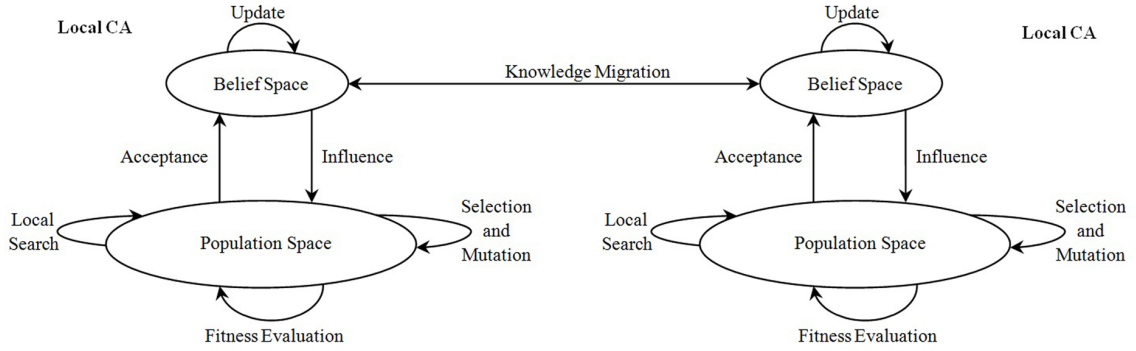 Local CA
Update
Belief Space
Acceptance
Influence
Local
Search
Population Space
Selection
and
Mutation
Fitness Evaluation
Knowledge Migration
Local CA
Update
Belief Space
Acceptance
Influence
Local
Search
Population Space
Selection
and
Mutation
Fitness Evaluation